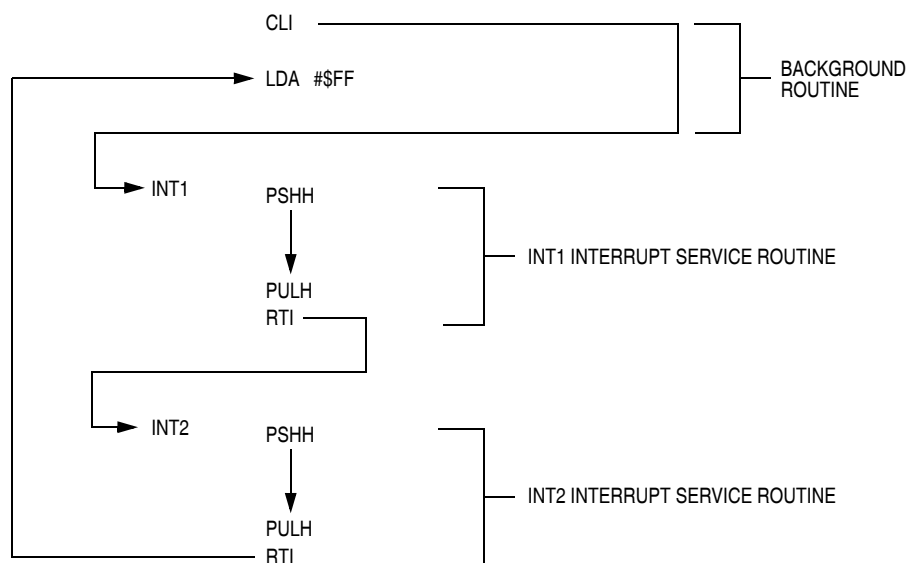 CLI
LDA #$FF
BACKGROUND
ROUTINE
INT1
PSHH
INT1 INTERRUPT SERVICE ROUTINE
PULH
RTI
INT2
PSHH
INT2 INTERRUPT SERVICE ROUTINE
PULH
RTI